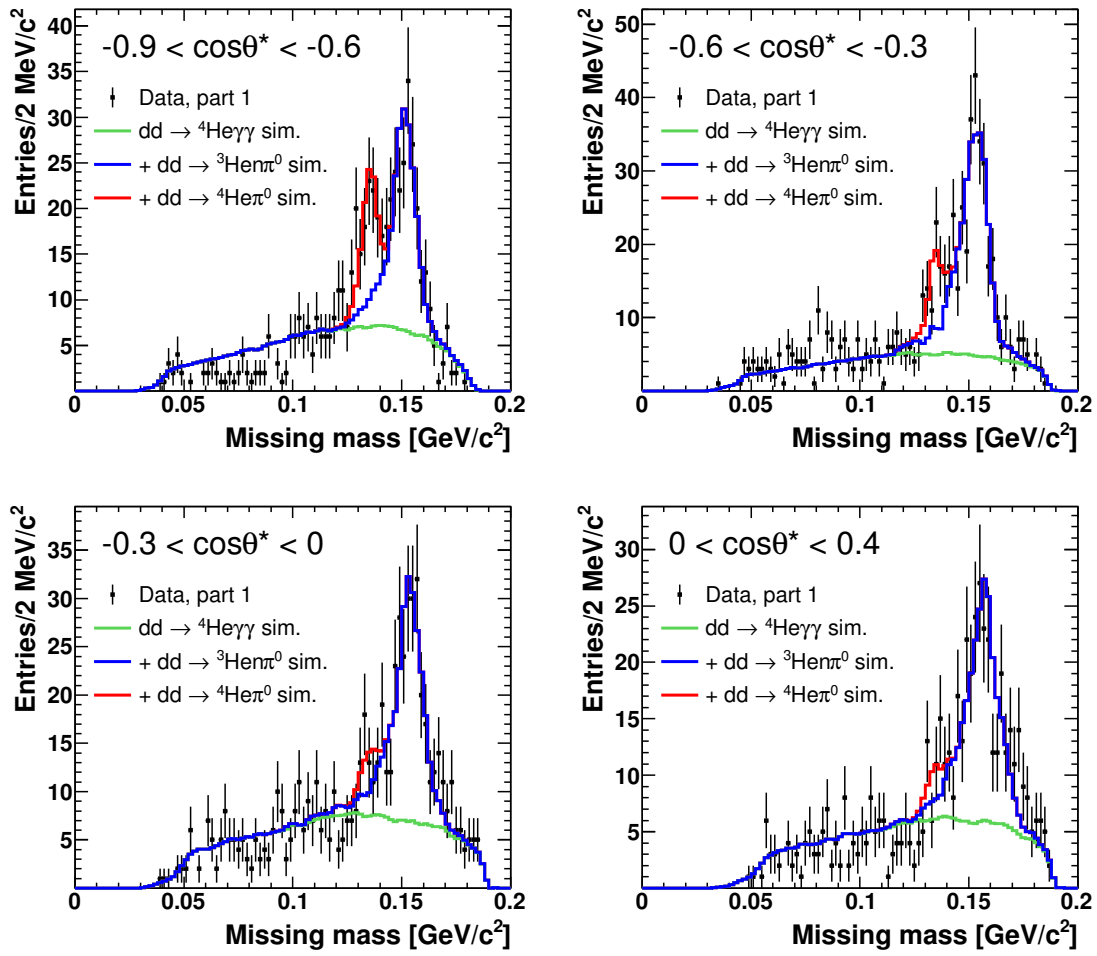 -0.9 < cosθ* < -0.6
Entries/2 MeV/c²
Data, part 1
dd → ⁴Heγγ sim.
+ dd → ³Henπ⁰ sim.
+ dd → ⁴Heπ⁰ sim.
40
35
30
25
20
15
10
5
0
0 0.05 0.1 0.15 0.2
Missing mass [GeV/c²]
-0.6 < cosθ* < -0.3
Entries/2 MeV/c²
Data, part 1
dd → ⁴Heγγ sim.
+ dd → ³Henπ⁰ sim.
+ dd → ⁴Heπ⁰ sim.
50
40
30
20
10
0
0 0.05 0.1 0.15 0.2
Missing mass [GeV/c²]
-0.3 < cosθ* < 0
Entries/2 MeV/c²
Data, part 1
dd → ⁴Heγγ sim.
+ dd → ³Henπ⁰ sim.
+ dd → ⁴Heπ⁰ sim.
35
30
25
20
15
10
5
0
0 0.05 0.1 0.15 0.2
Missing mass [GeV/c²]
0 < cosθ* < 0.4
Entries/2 MeV/c²
Data, part 1
dd → ⁴Heγγ sim.
+ dd → ³Henπ⁰ sim.
+ dd → ⁴Heπ⁰ sim.
30
25
20
15
10
5
0
0 0.05 0.1 0.15 0.2
Missing mass [GeV/c²]